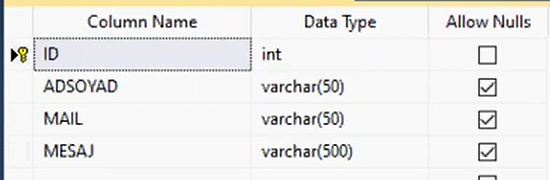 Column Name Data Type Allow Nulls
ID int
ADSOYAD varchar(50)
MAIL varchar(50)
MESAJ varchar(500)